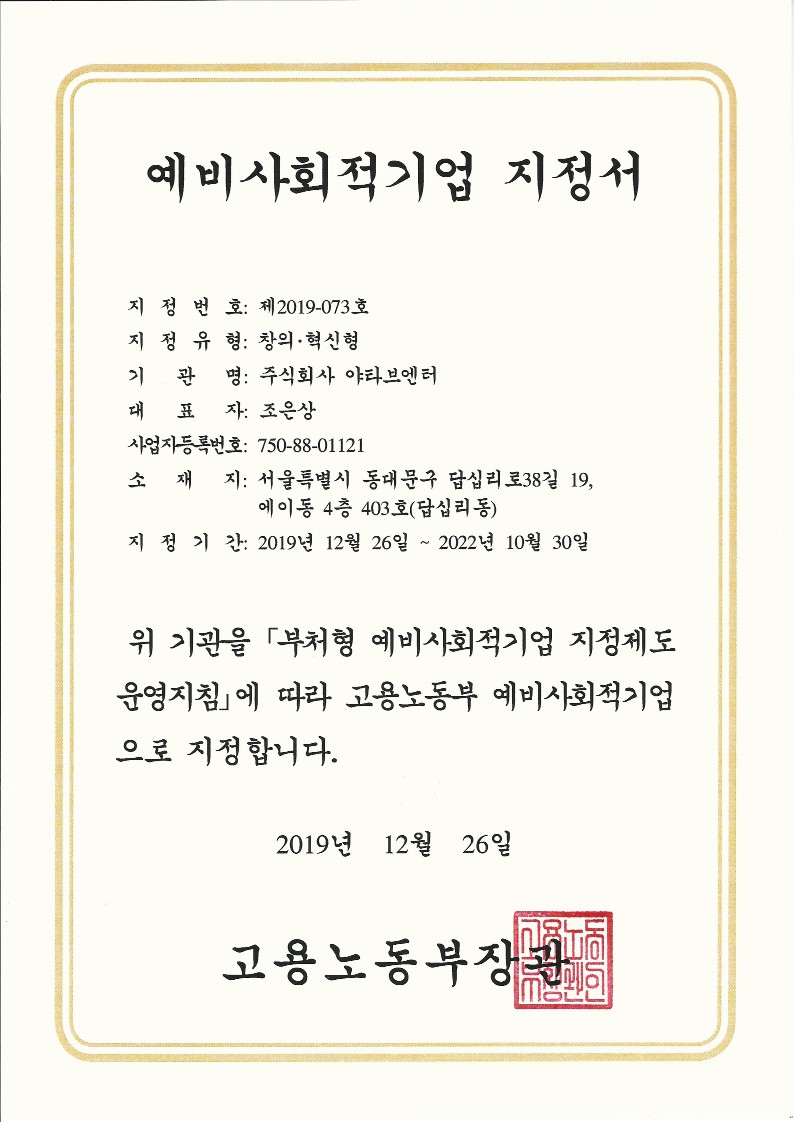 예비사회적기업 지정서
지 정 번 호: 제2019-073호
지 정 유 형: 창의·혁신형
기 관 명: 주식회사 야타브엔터
대 표 자: 조은상
사업자등록번호: 750-88-01121
소 재 지: 서울특별시 동대문구 답십리로38길 19,
에이동 4층 403호(답십리동)
지 정 기 간: 2019년 12월 26일 ~ 2022년 10월 30일
위 기관을 「부처형 예비사회적기업 지정제도
운영지침」에 따라 고용노동부 예비사회적기업
으로 지정합니다.
2019년 12월 26일
고용노동부장관